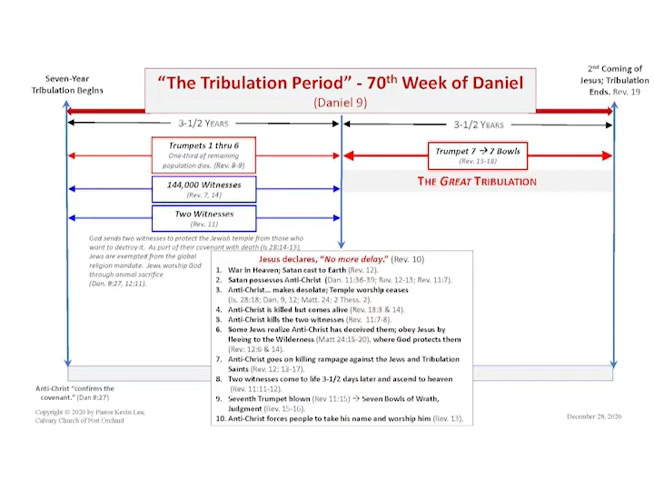 Seven-Year
Tribulation Begins
"The Tribulation Period" - 70th Week of Daniel
(Daniel 9)
2nd Coming of
Jesus; Tribulation
Ends. Rev. 19
3-1/2 YEARS
3-1/2 YEARS
Trumpets 1 thru 6
One-third of remaining
population dies. (Rev. 8-9)
Trumpet 7 → 7 Bowls
(Rev. 15-18)
THE GREAT TRIBULATION
144,000 Witnesses
(Rev. 7, 14)
Two Witnesses
(Rev. 11)
God sends two witnesses to protect the Jewish temple from those who
want to destroy it. As part of their covenant with death (Is 28:14-15),
Jews are exempted from the global
religion mandate. Jews worship God
through animal sacrifice
(Dan. 9:27, 12:11).
Jesus declares, "No more delay." (Rev. 10)
1. War in Heaven; Satan cast to Earth (Rev. 12).
2. Satan possesses Anti-Christ (Dan. 11:36-39; Rev. 12-13; Rev. 11:7).
3. Anti-Christ... makes desolate; Temple worship ceases
(Is. 28:18; Dan. 9, 12; Matt. 24; 2 Thess. 2).
4. Anti-Christ is killed but comes alive (Rev. 13:3 & 14).
5. Anti-Christ kills the two witnesses (Rev. 11:7-8).
6. Some Jews realize Anti-Christ has deceived them; obey Jesus by
fleeing to the Wilderness (Matt 24:15-20), where God protects them
(Rev: 12:6 & 14).
7. Anti-Christ goes on killing rampage against the Jews and Tribulation
Saints (Rev. 12: 13-17).
8. Two witnesses come to life 3-1/2 days later and ascend to heaven
(Rev. 11:11-12).
9. Seventh Trumpet blown (Rev 11:15) → Seven Bowls of Wrath,
Judgment (Rev. 15-16).
10. Anti-Christ forces people to take his name and worship him (Rev. 13).
Anti-Christ "confirms the
covenant." (Dan 9:27)
Copyright © 2020 by Pastor Kevin Lea,
Calvary Church of Port Orchard
December 28, 2020